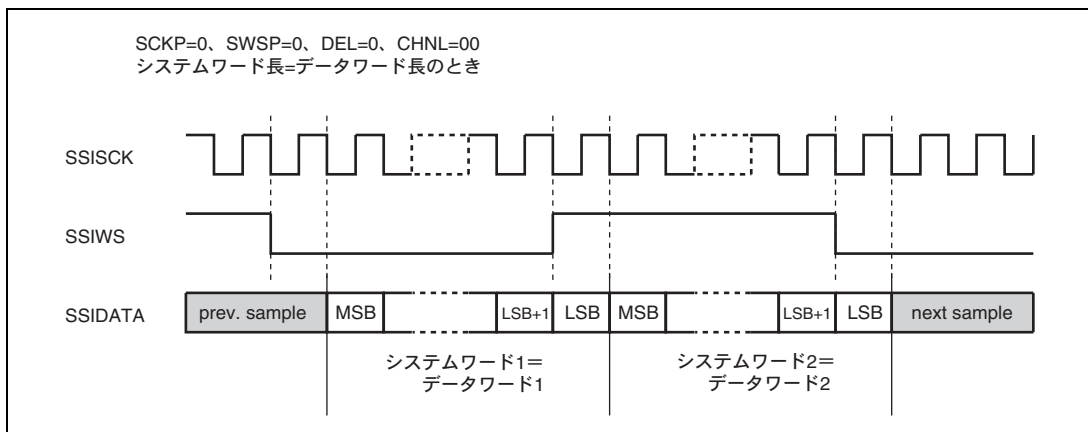 SCKP=0、SWSP=0、DEL=0、CHNL=00
システムワード長=データワード長のとき
SSISCK
SSIWS
SSIDATA
prev. sample MSB LSB+1 LSB MSB LSB+1 LSB next sample
システムワード1＝ システムワード2＝
データワード1 データワード2